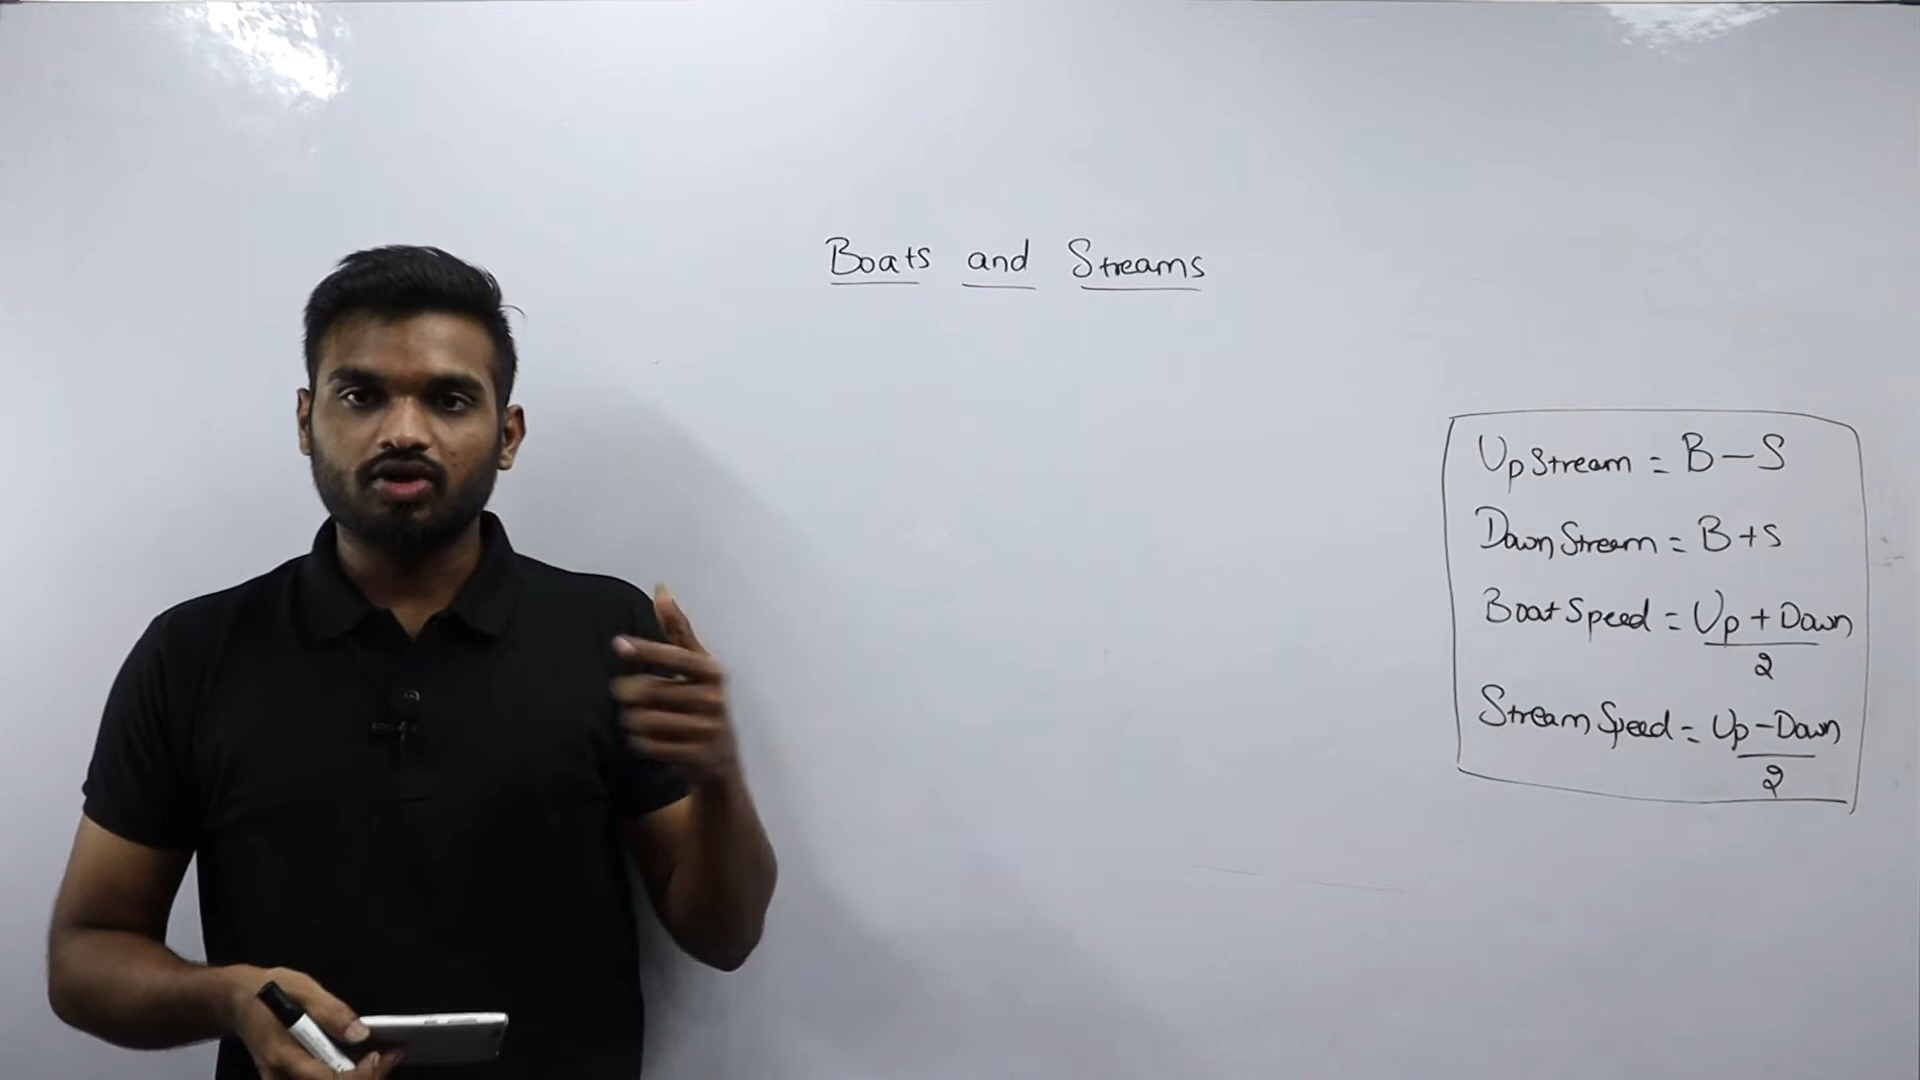 Boats and Streams
Up Stream = B - S
Down Stream = B + S
Boat Speed = Up + Down / 2
Stream Speed = Up - Down / 2